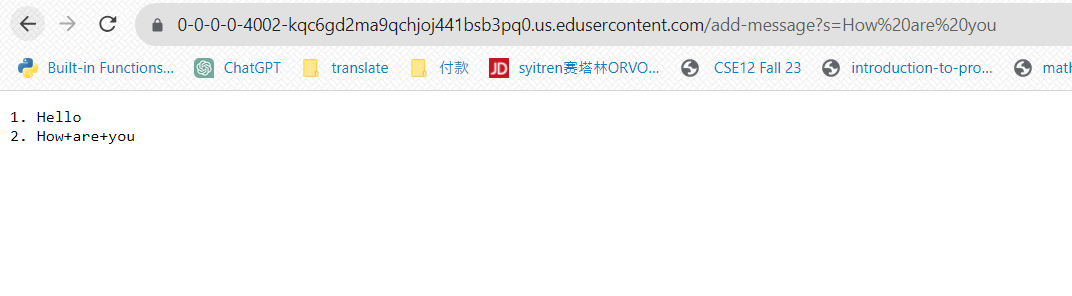 0-0-0-0-4002-kqc6gd2ma9qchjoj441bsb3pq0.us.edusercontent.com/add-message?s=How%20are%20you
Built-in Functions... ChatGPT translate 付款 JD syitren赛塔林ORVO... CSE12 Fall 23 introduction-to-pro... math
1. Hello
2. How+are+you